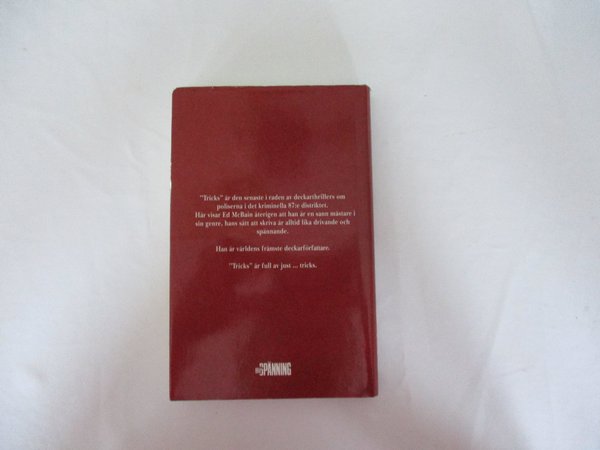 "Tricks" är den senaste i raden av deckarthrillers om
poliserna i det kriminella 87:e distriktet.
Här visar Ed McBain återigen att han är en sann mästare i
sin genre, hans sätt att skriva är alltid lika drivande och
spännande.
Han är världens främste deckarförfattare.
"Tricks" är full av just ... tricks.
SPÄNNING